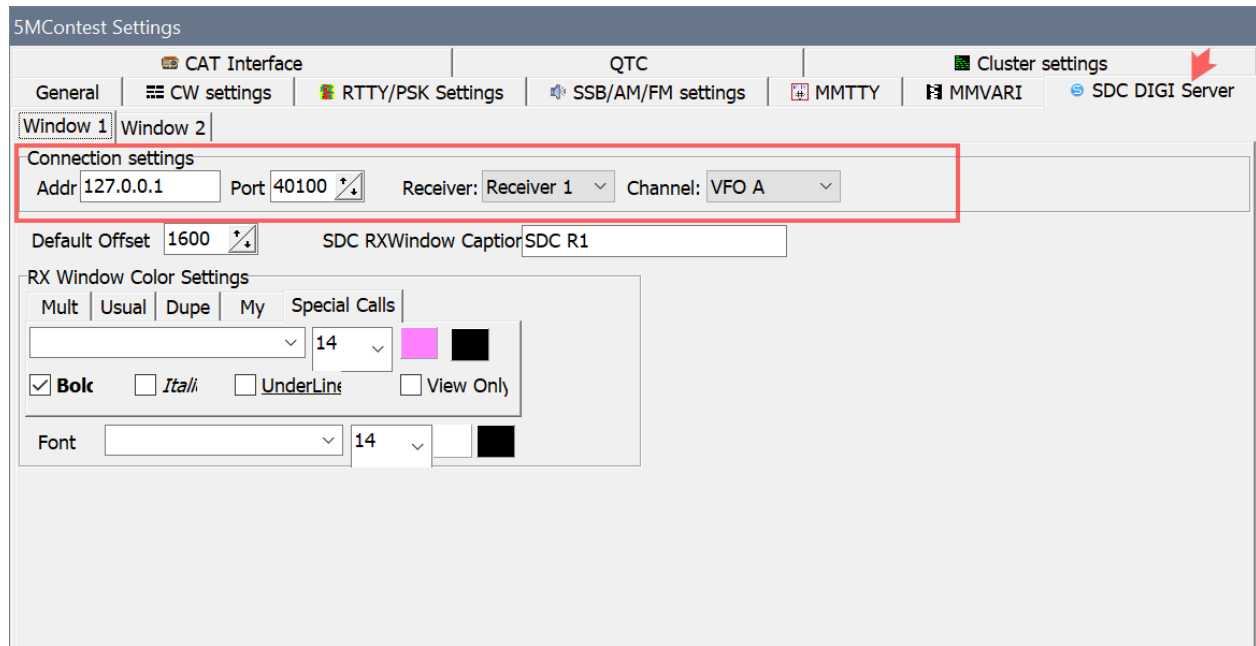 5MContest Settings
CAT Interface QTC Cluster settings
General CW settings RTTY/PSK Settings SSB/AM/FM settings MMTTY MMVARI SDC DIGI Server
Window 1 Window 2
Connection settings
Addr 127.0.0.1 Port 40100 Receiver: Receiver 1 Channel: VFO A
Default Offset 1600 SDC RXWindow Caption SDC R1
RX Window Color Settings
Mult Usual Dupe My Special Calls
14
Bold Itali UnderLine View Only
Font 14